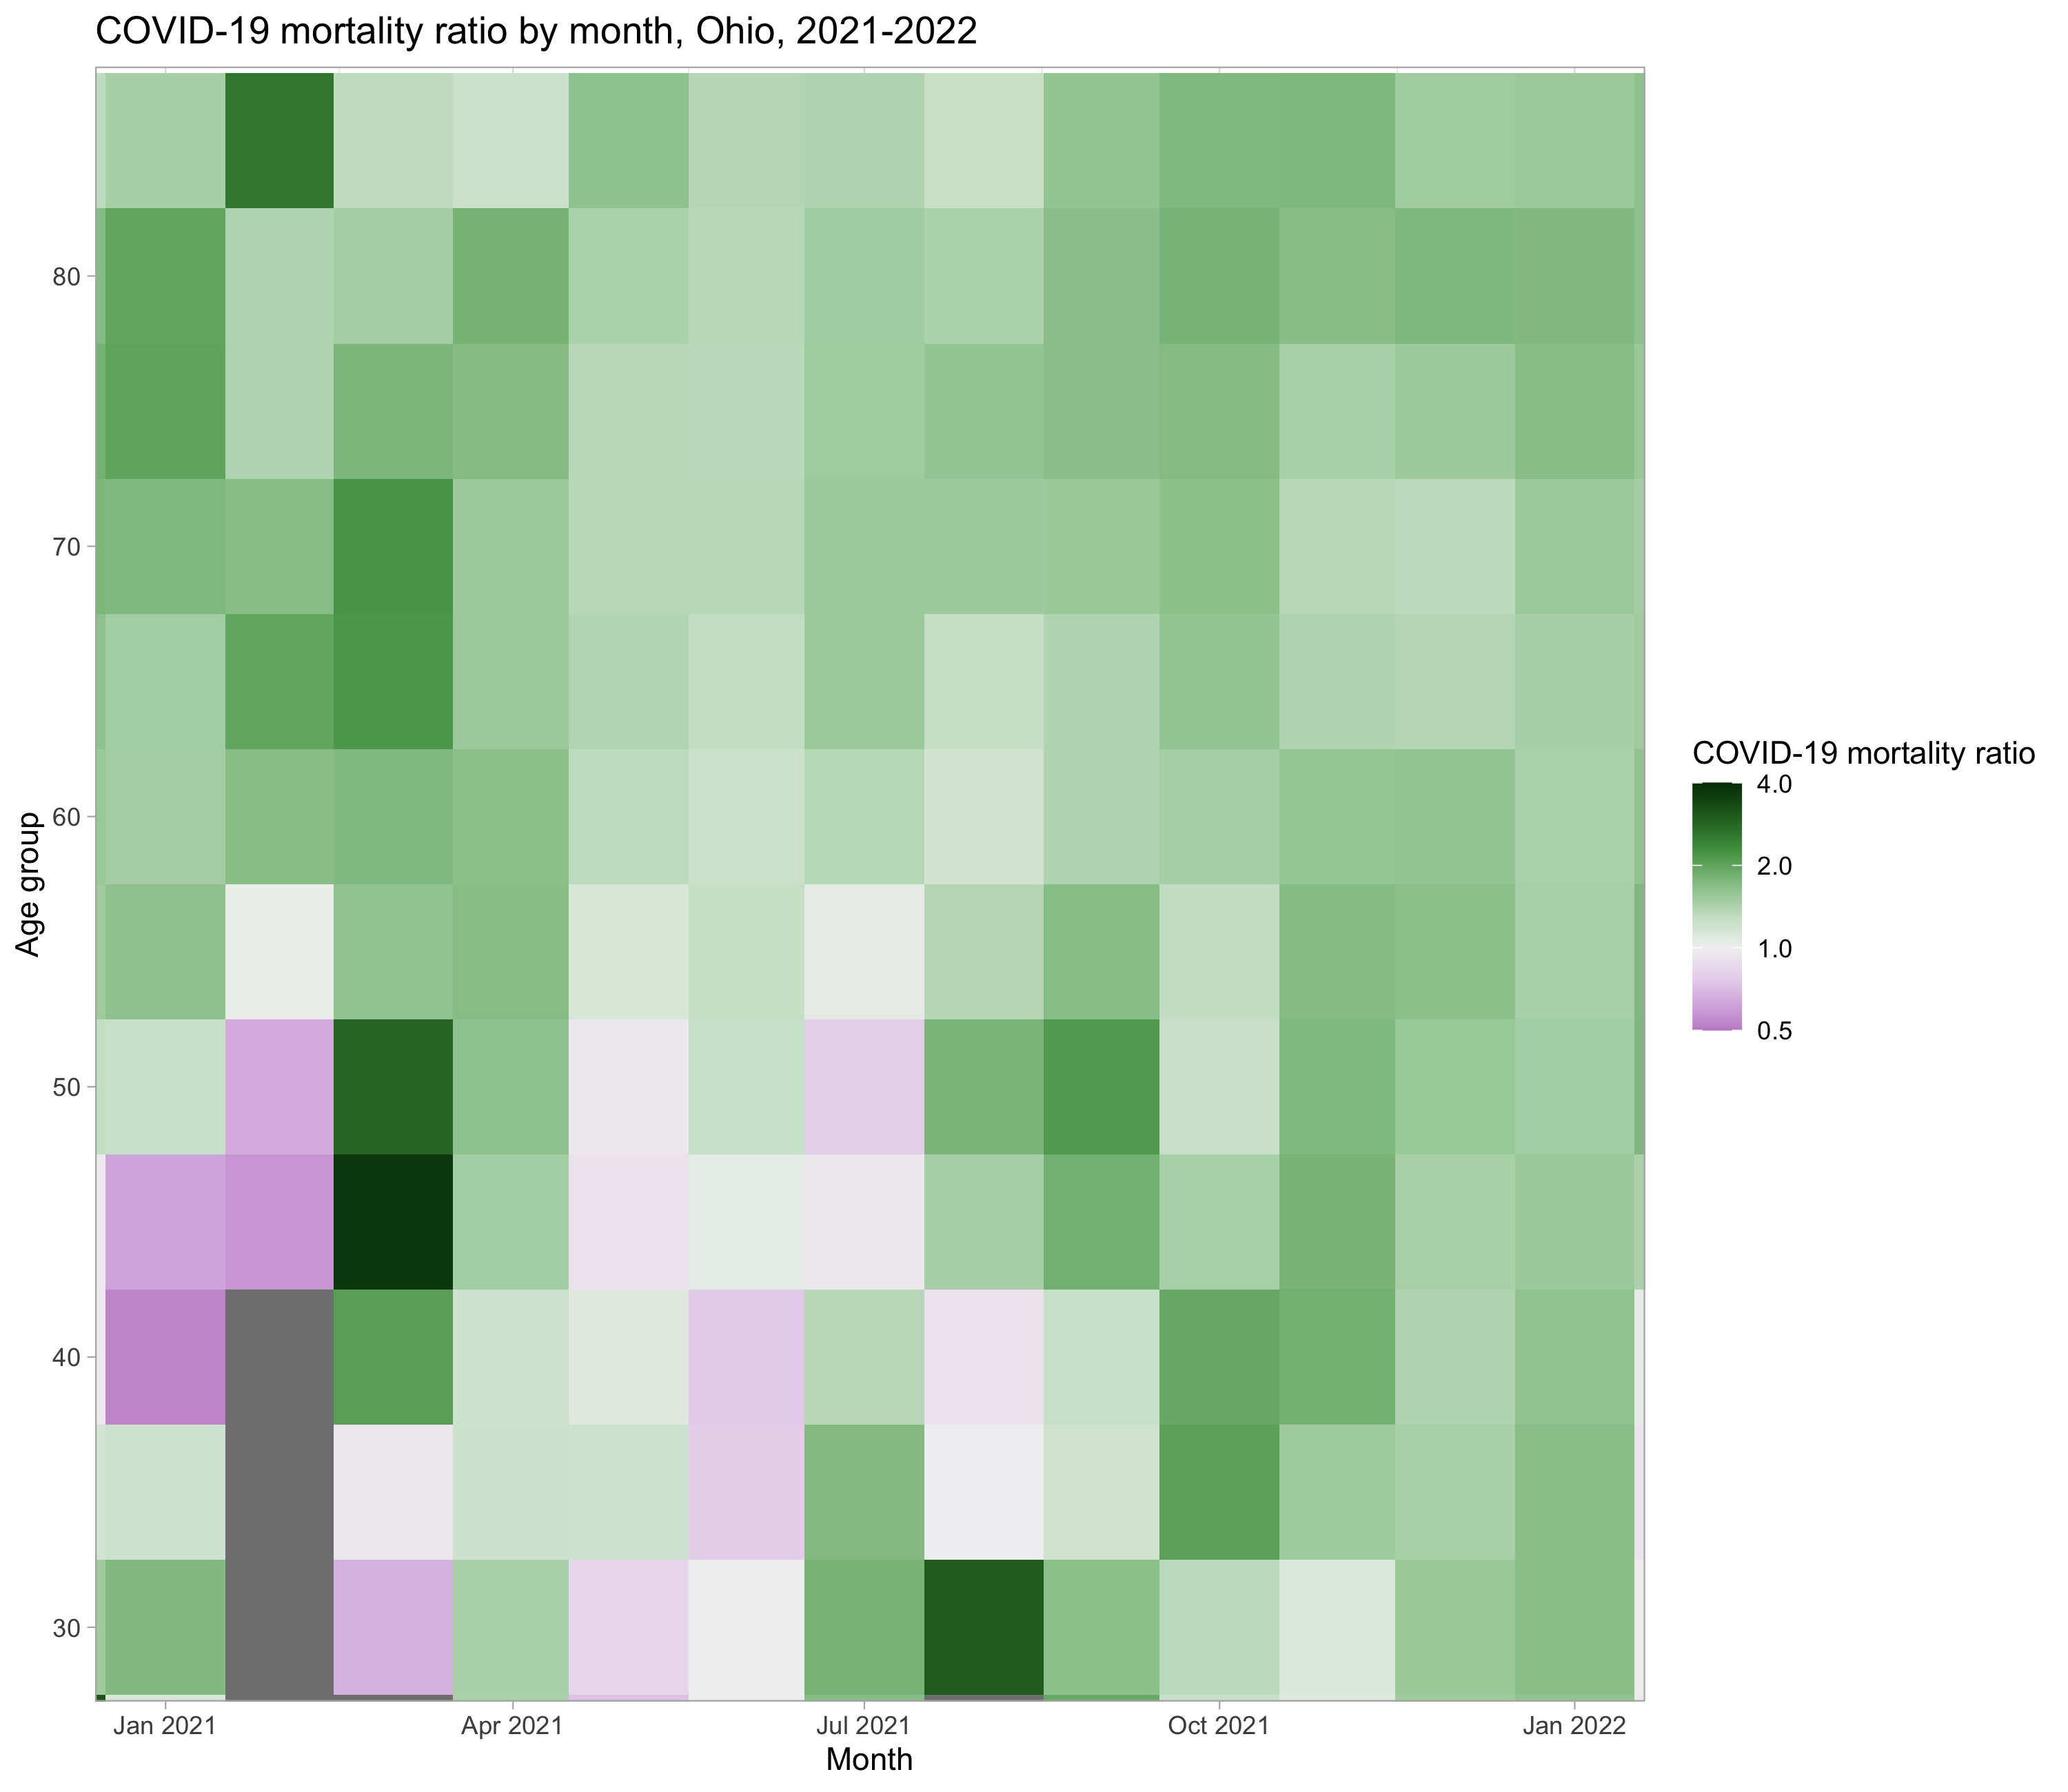 COVID-19 mortality ratio by month, Ohio, 2021-2022
80
70
60
50
40
30
Age group
Jan 2021
Apr 2021
Jul 2021
Oct 2021
Jan 2022
Month
COVID-19 mortality ratio
4.0
2.0
1.0
0.5